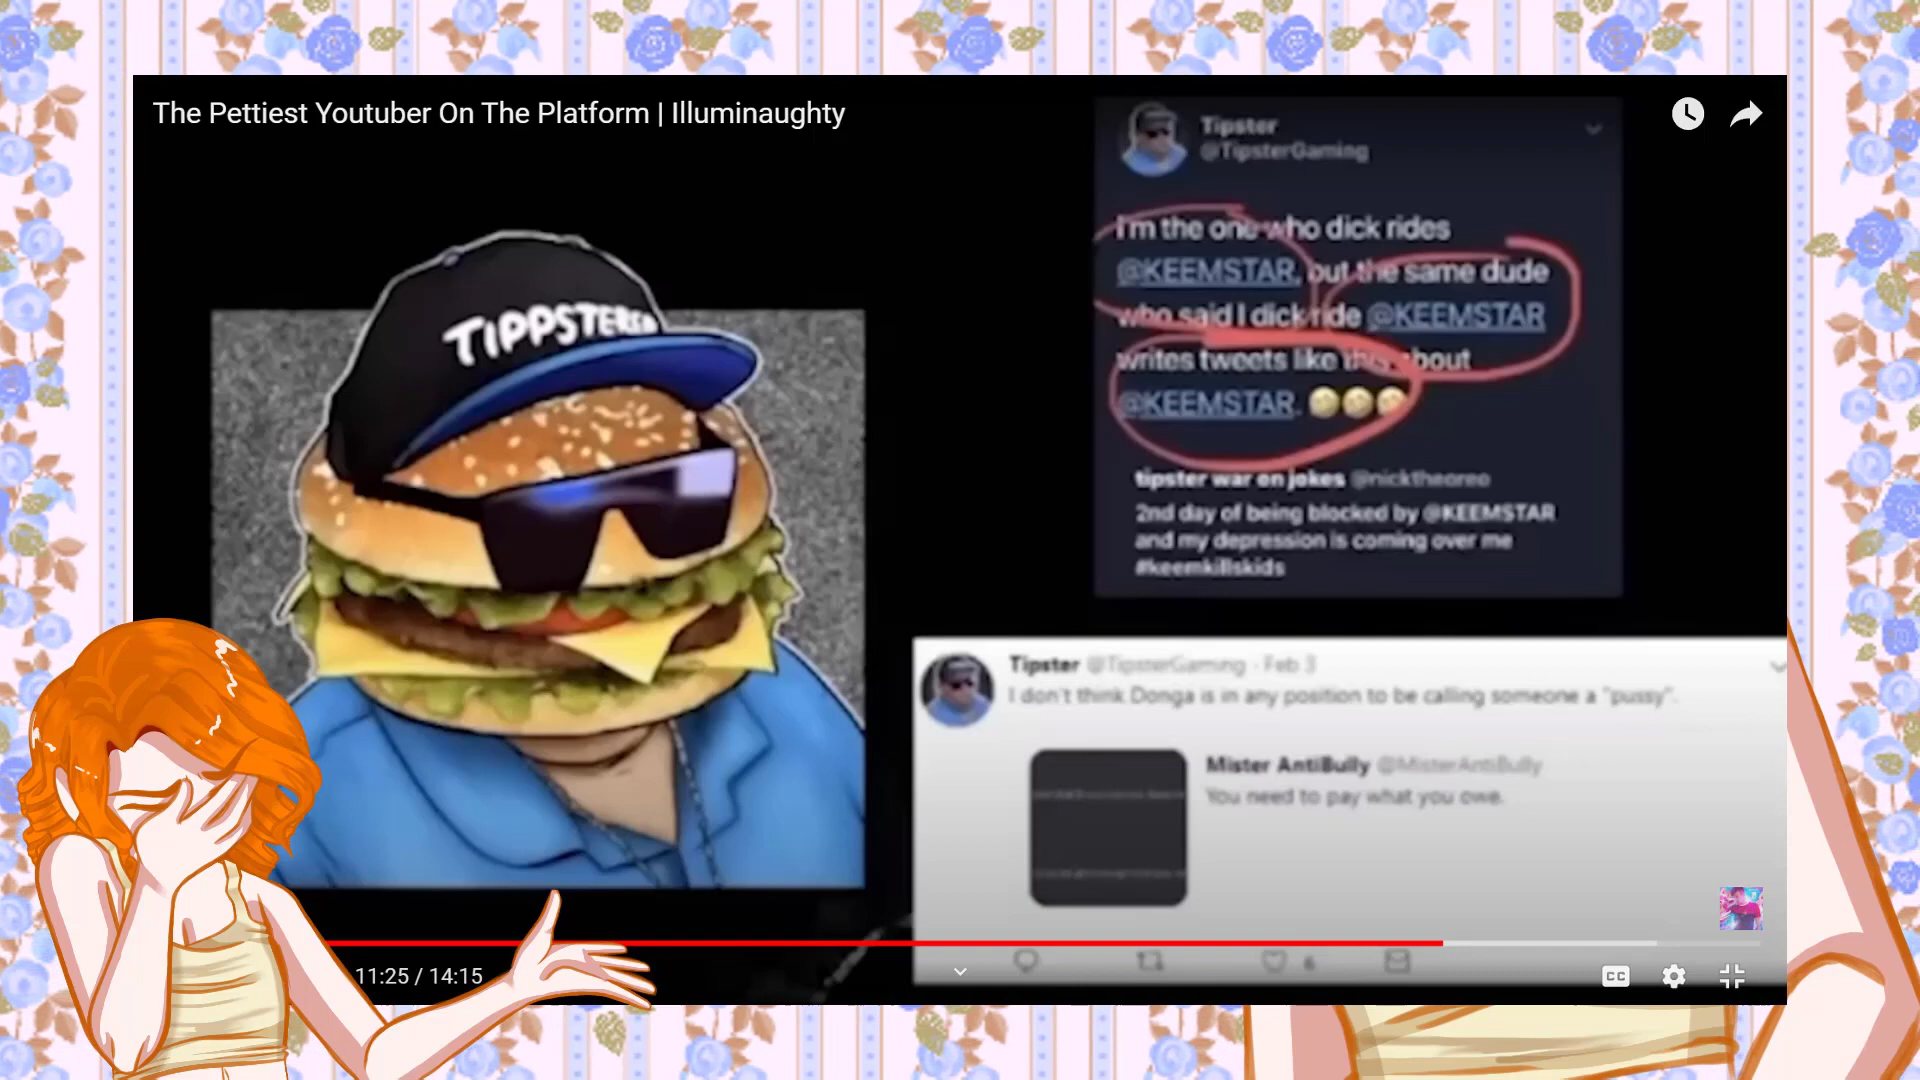 The Pettiest Youtuber On The Platform | Illuminaughty
Tipster
@TipsterGaming
I'm the one who dick rides
@KEEMSTAR, but the same dude
who said I dick ride @KEEMSTAR
writes tweets like this about
@KEEMSTAR.
tipster war on jokes @nicktheoreo
2nd day of being blocked by @KEEMSTAR
and my depression is coming over me
#keemkillskids
TIPPSTERER
Tipster @TipsterGaming · Feb 3
I don't think Donga is in any position to be calling someone a "pussy".
Mister AntiBully @MisterAntiBully
You need to pay what you owe.
6
11:25 / 14:15
CC